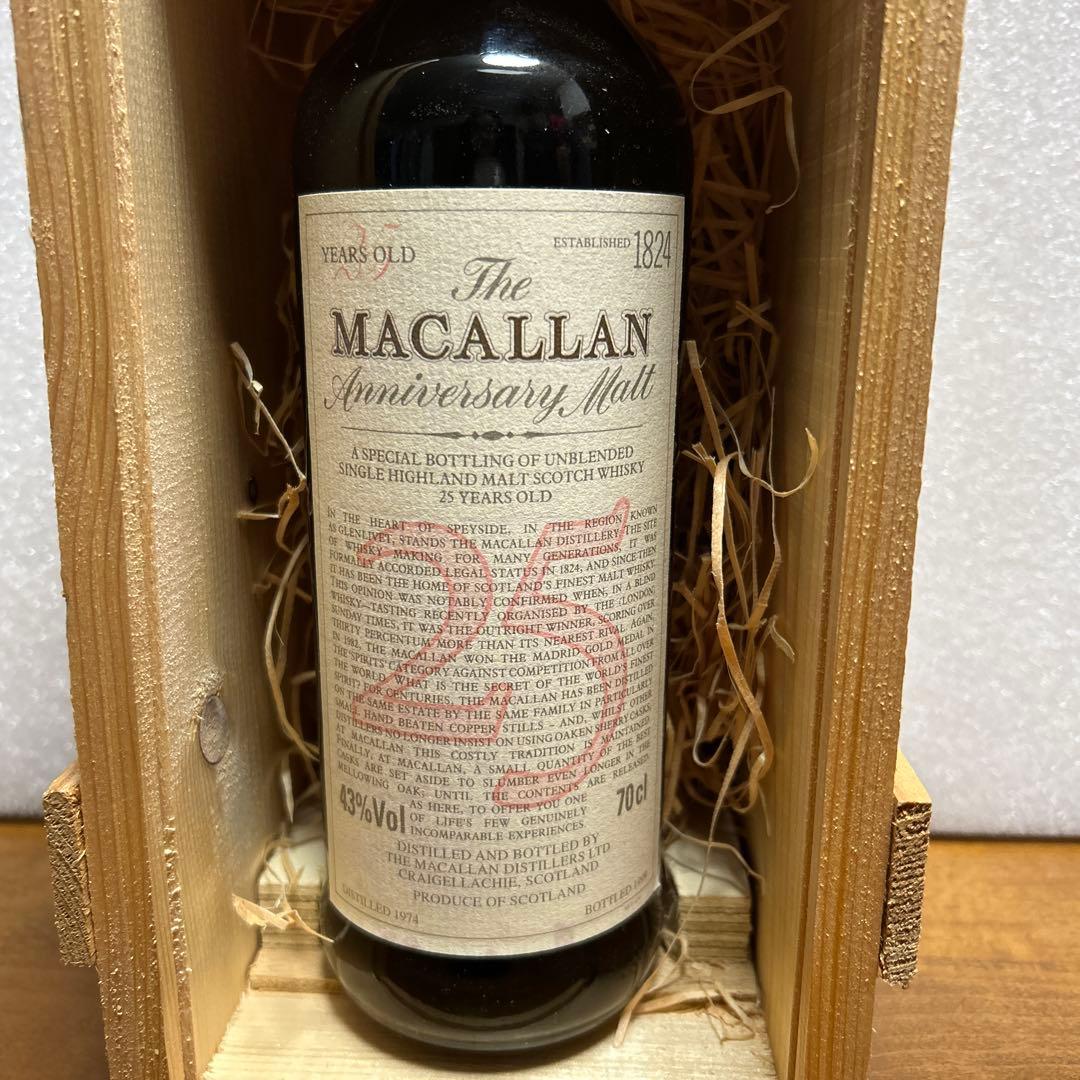 25
YEARS OLD
ESTABLISHED 1824
The
MACALLAN
Anniversary Malt
A SPECIAL BOTTLING OF UNBLENDED
SINGLE HIGHLAND MALT SCOTCH WHISKY
25 YEARS OLD
25
IN THE HEART OF SPEYSIDE, IN THE REGION KNOWN
AS GLENLIVET, STANDS THE MACALLAN DISTILLERY. THE SITE
OF WHISKY MAKING FOR MANY GENERATIONS, IT WAS
FORMALLY ACCORDED LEGAL STATUS IN 1824, AND SINCE THEN
IT HAS BEEN THE HOME OF SCOTLAND'S FINEST MALT WHISKY.
THIS OPINION WAS NOTABLY CONFIRMED WHEN, IN A BLIND
WHISKY-TASTING RECENTLY ORGANISED BY THE (LONDON)
SUNDAY TIMES, IT WAS THE OUTRIGHT WINNER, SCORING OVER
THIRTY PERCENTUM MORE THAN ITS NEAREST RIVAL. AGAIN,
IN 1982, THE MACALLAN WON THE MADRID GOLD MEDAL IN
THE 'SPIRITS' CATEGORY AGAINST COMPETITION FROM ALL OVER
THE WORLD. WHAT IS THE SECRET OF THE WORLD'S FINEST
SPIRIT? FOR CENTURIES, THE MACALLAN HAS BEEN DISTILLED
ON THE SAME ESTATE BY THE SAME FAMILY IN PARTICULARLY
SMALL HAND BEATEN COPPER STILLS – AND, WHILST OTHER
DISTILLERS NO LONGER INSIST ON USING OAKEN SHERRY CASKS,
AT MACALLAN THIS COSTLY TRADITION IS MAINTAINED.
FINALLY, AT MACALLAN, A SMALL QUANTITY OF THE BEST
CASKS ARE SET ASIDE TO SLUMBER EVEN LONGER IN THE
MELLOWING OAK, UNTIL THE CONTENTS ARE RELEASED,
AS HERE, TO OFFER YOU ONE
OF LIFE'S FEW GENUINELY
INCOMPARABLE EXPERIENCES.
43%Vol
70cl
DISTILLED AND BOTTLED BY
THE MACALLAN DISTILLERS LTD
CRAIGELLACHIE, SCOTLAND
PRODUCE OF SCOTLAND
DISTILLED 1974
BOTTLED